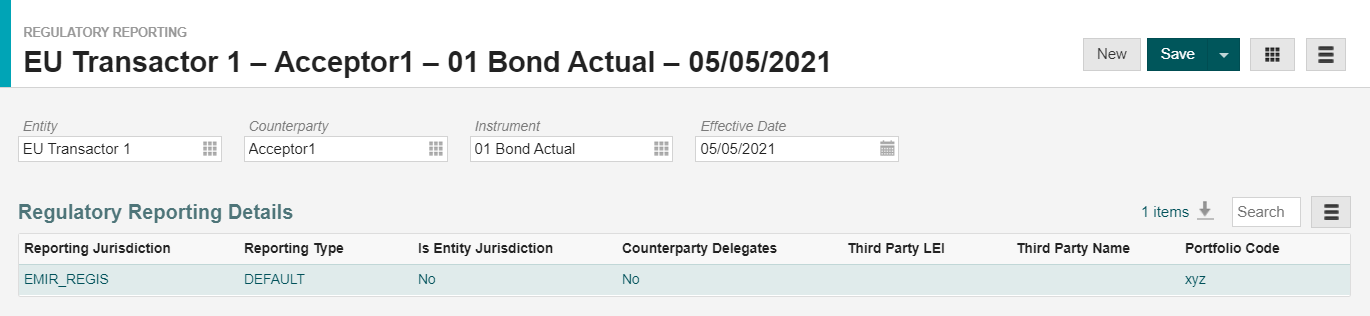 REGULATORY REPORTING
EU Transactor 1 – Acceptor1 – 01 Bond Actual – 05/05/2021
New Save
Entity Counterparty Instrument Effective Date
EU Transactor 1 Acceptor1 01 Bond Actual 05/05/2021
Regulatory Reporting Details 1 items Search
Reporting Jurisdiction Reporting Type Is Entity Jurisdiction Counterparty Delegates Third Party LEI Third Party Name Portfolio Code
EMIR_REGIS DEFAULT No No xyz